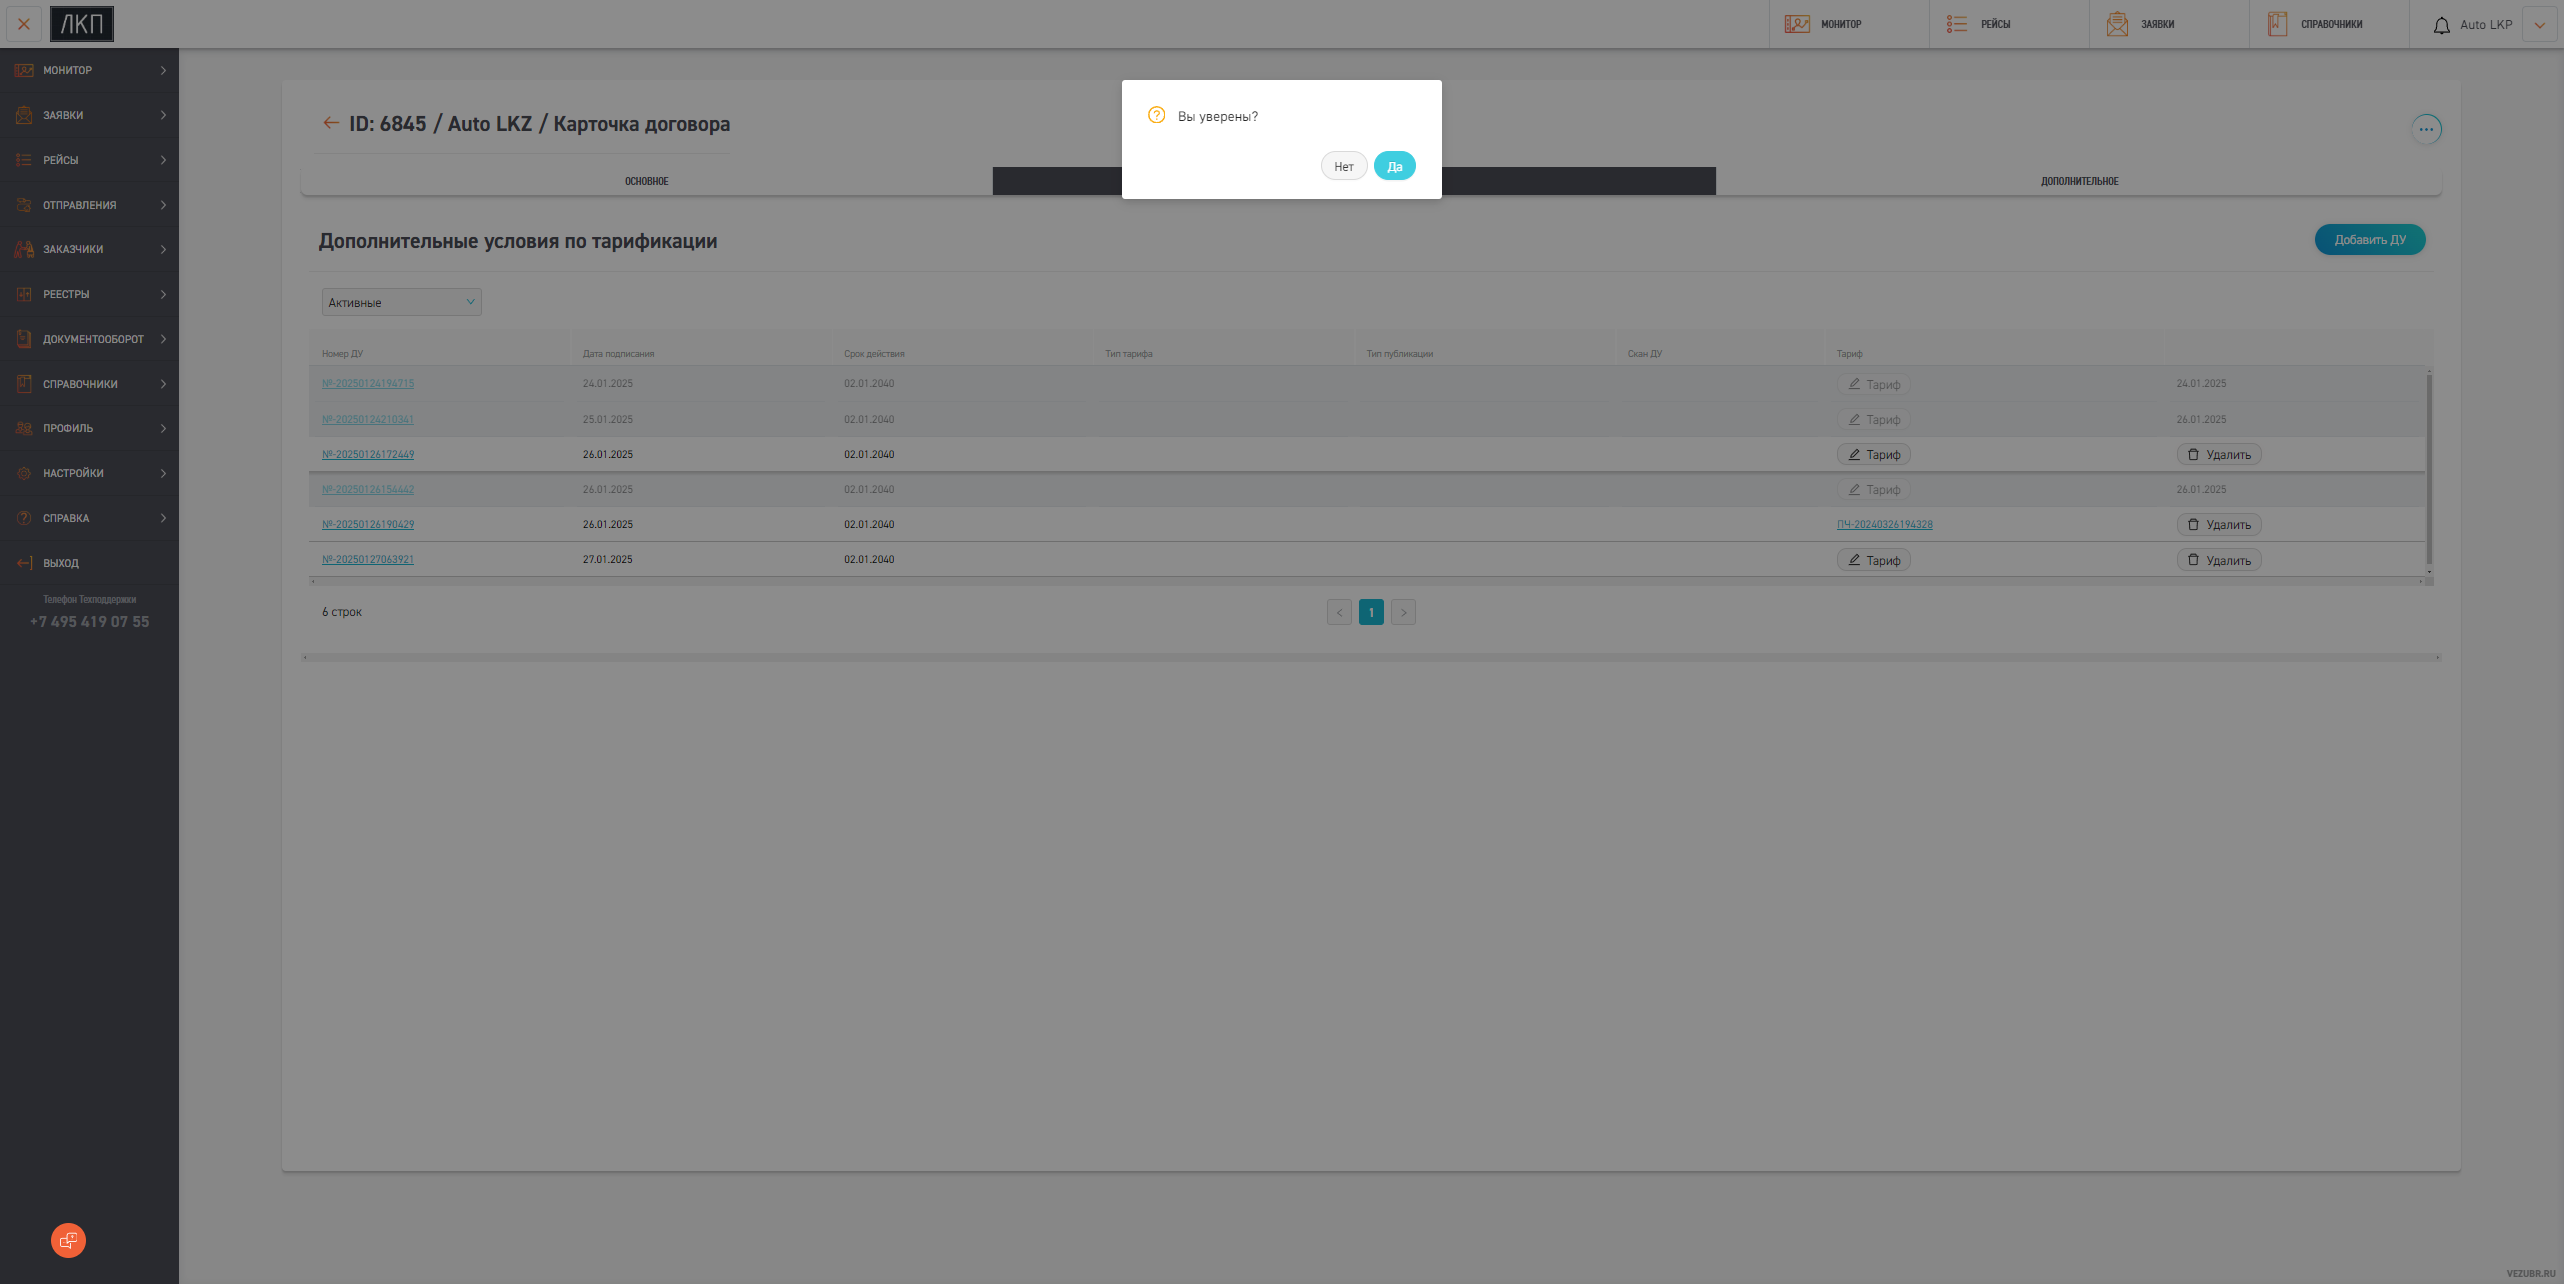 ЛКП
МОНИТОР
РЕЙСЫ
ЗАЯВКИ
СПРАВОЧНИКИ
Auto LKP
МОНИТОР
ЗАЯВКИ
РЕЙСЫ
ОТПРАВЛЕНИЯ
ЗАКАЗЧИКИ
РЕЕСТРЫ
ДОКУМЕНТООБОРОТ
СПРАВОЧНИКИ
ПРОФИЛЬ
НАСТРОЙКИ
СПРАВКА
ВЫХОД
Телефон Техподдержки
+7 495 419 07 55
ID: 6845 / Auto LKZ / Карточка договора
Вы уверены?
Нет
Да
ОСНОВНОЕ
ДОПОЛНИТЕЛЬНОЕ
Дополнительные условия по тарификации
Добавить ДУ
Активные
Номер ДУ Дата подписания Срок действия Тип тарифа Тип публикации Скан ДУ Тариф
№-20250124194715 24.01.2025 02.01.2040 Тариф 24.01.2025
№-20250124210341 25.01.2025 02.01.2040 Тариф 26.01.2025
№-20250126172449 26.01.2025 02.01.2040 Тариф Удалить
№-20250126154442 26.01.2025 02.01.2040 Тариф 26.01.2025
№-20250126190429 26.01.2025 02.01.2040 ПЧ-20240326194328 Удалить
№-20250127063921 27.01.2025 02.01.2040 Тариф Удалить
6 строк
< 1 >
VEZUBR.RU